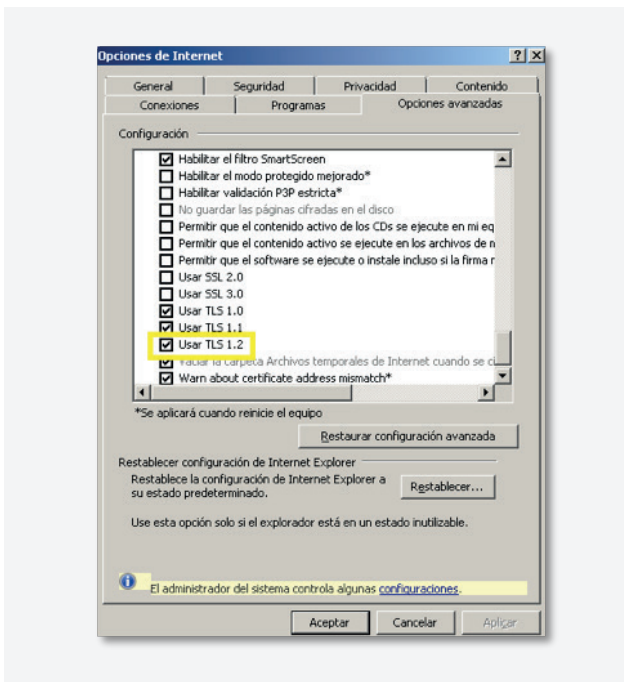 Opciones de Internet
General Seguridad Privacidad Contenido
Conexiones Programas Opciones avanzadas
Configuración
Habilitar el filtro SmartScreen
Habilitar el modo protegido mejorado*
Habilitar validación P3P estricta*
No guardar las páginas cifradas en el disco
Permitir que el contenido activo de los CDs se ejecute en mi eq
Permitir que el contenido activo se ejecute en los archivos de n
Permitir que el software se ejecute o instale incluso si la firma r
Usar SSL 2.0
Usar SSL 3.0
Usar TLS 1.0
Usar TLS 1.1
Usar TLS 1.2
Vaciar la carpeta Archivos temporales de Internet cuando se ci
Warn about certificate address mismatch*
*Se aplicará cuando reinicie el equipo
Restaurar configuración avanzada
Restablecer configuración de Internet Explorer
Restablece la configuración de Internet Explorer a
su estado predeterminado.
Restablecer...
Use esta opción solo si el explorador está en un estado inutilizable.
El administrador del sistema controla algunas configuraciones.
Aceptar Cancelar Aplicar